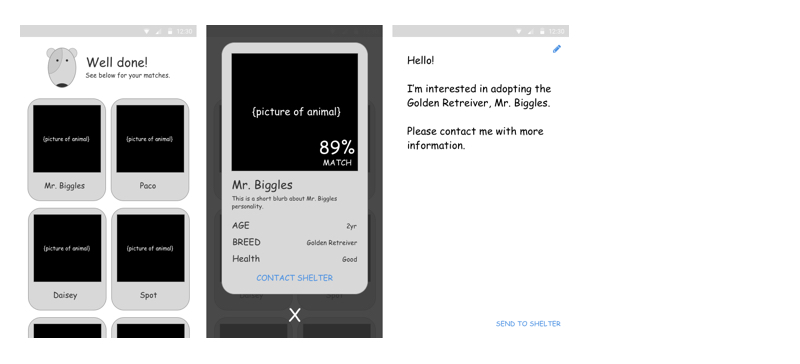 12:30
Well done!
See below for your matches.
{picture of animal}
{picture of animal}
Mr. Biggles
Paco
{picture of animal}
{picture of animal}
Daisey
Spot
{picture of animal}
89%
MATCH
Mr. Biggles
This is a short blurb about Mr. Biggles
personality.
AGE 2yr
BREED Golden Retreiver
Health Good
CONTACT SHELTER
X
12:30
Hello!
I'm interested in adopting the
Golden Retreiver, Mr. Biggles.
Please contact me with more
information.
SEND TO SHELTER